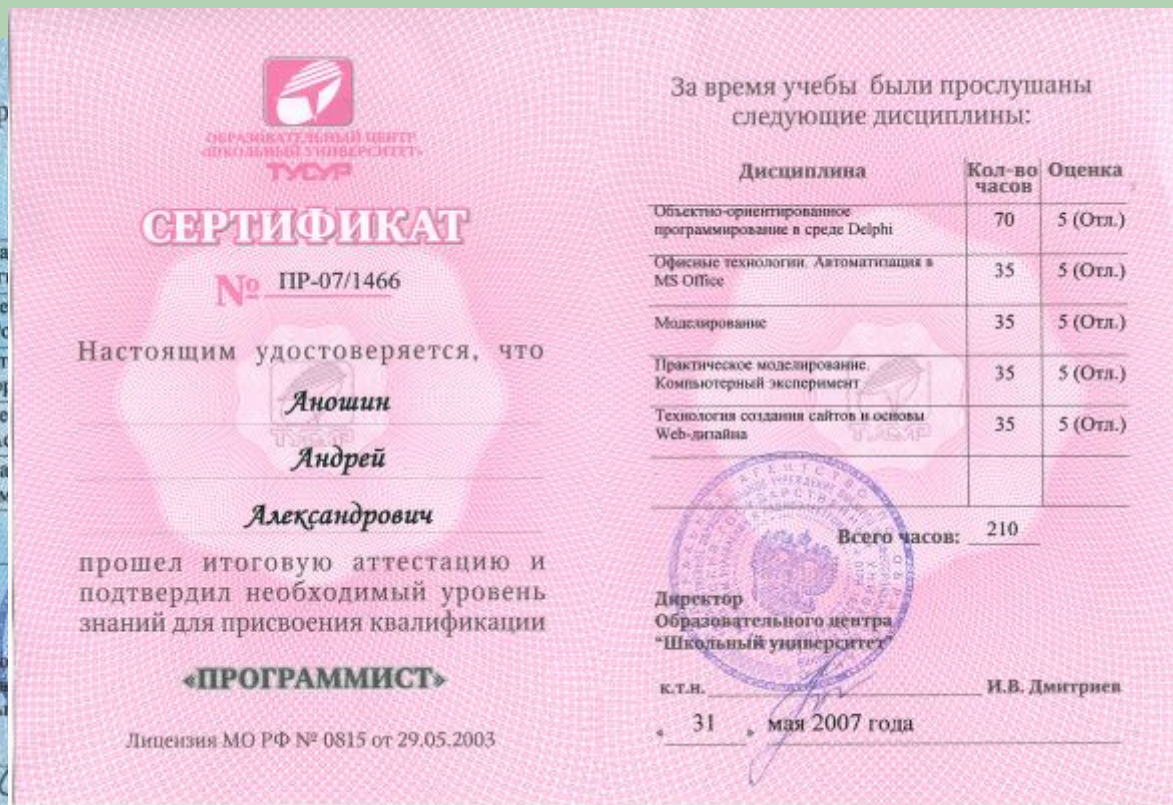 ОБРАЗОВАТЕЛЬНЫЙ ЦЕНТР
«ШКОЛЬНЫЙ УНИВЕРСИТЕТ»
ТУСУР
СЕРТИФИКАТ
№ ПР-07/1466
Настоящим удостоверяется, что
Аношин
Андрей
Александрович
прошел итоговую аттестацию и
подтвердил необходимый уровень
знаний для присвоения квалификации
«ПРОГРАММИСТ»
Лицензия МО РФ № 0815 от 29.05.2003
За время учебы были прослушаны
следующие дисциплины:
Дисциплина Кол-во часов Оценка
Объектно-ориентированное
программирование в среде Delphi 70 5 (Отл.)
Офисные технологии. Автоматизация в
MS Office 35 5 (Отл.)
Моделирование 35 5 (Отл.)
Практическое моделирование.
Компьютерный эксперимент 35 5 (Отл.)
Технология создания сайтов и основы
Web-дизайна 35 5 (Отл.)
Всего часов: 210
Директор
Образовательного центра
"Школьный университет"
к.т.н. И.В. Дмитриев
„ 31 „ мая 2007 года